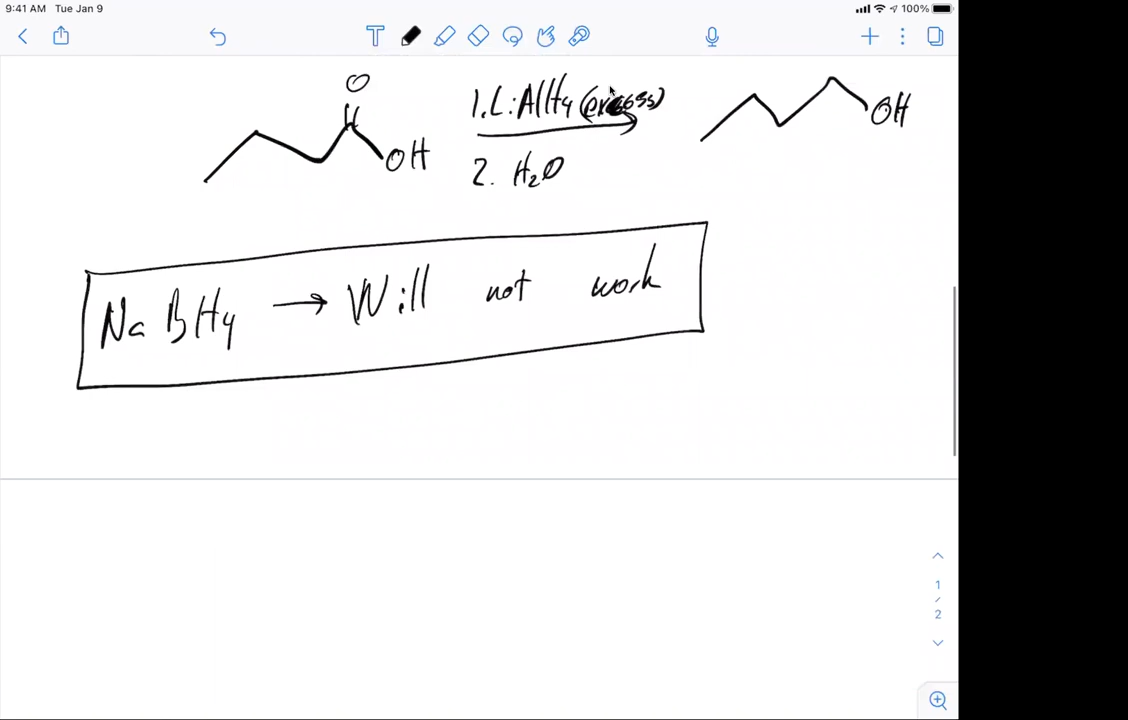 9:41 AM Tue Jan 9
100%
T
O
OH
1. LiAlH4 (excess)
2. H2O
OH
NaBH4 → Will not work
1
/
2